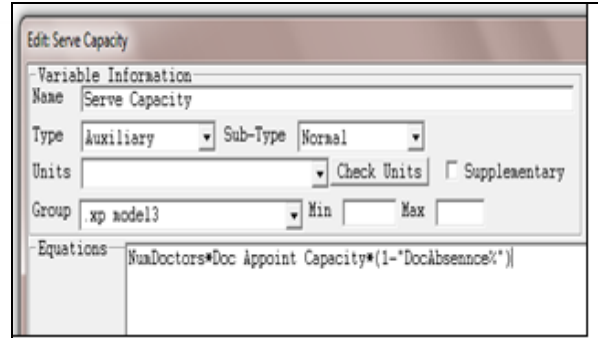 Edit: Serve Capacity
Variable Information
Name Serve Capacity
Type Auxiliary Sub-Type Normal
Units Check Units Supplementary
Group .xp model3 Min Max
Equations NumDoctors*Doc Appoint Capacity*(1-"DocAbsennce%")